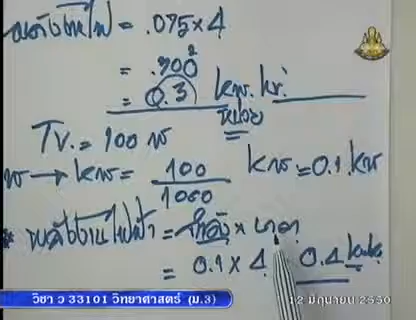 พลังงานไฟ = .075 × 4
= .300
= 0.3 kw.hr.
หน่วย
TV. = 100 w
w → kw = 100/1000 kw = 0.1 kw
* พลังงานไฟฟ้า = กำลัง × เวลา
= 0.1 × 4 0.4
วิชา ว 33101 วิทยาศาสตร์ (ม.3) 12 มิถุนายน 2550